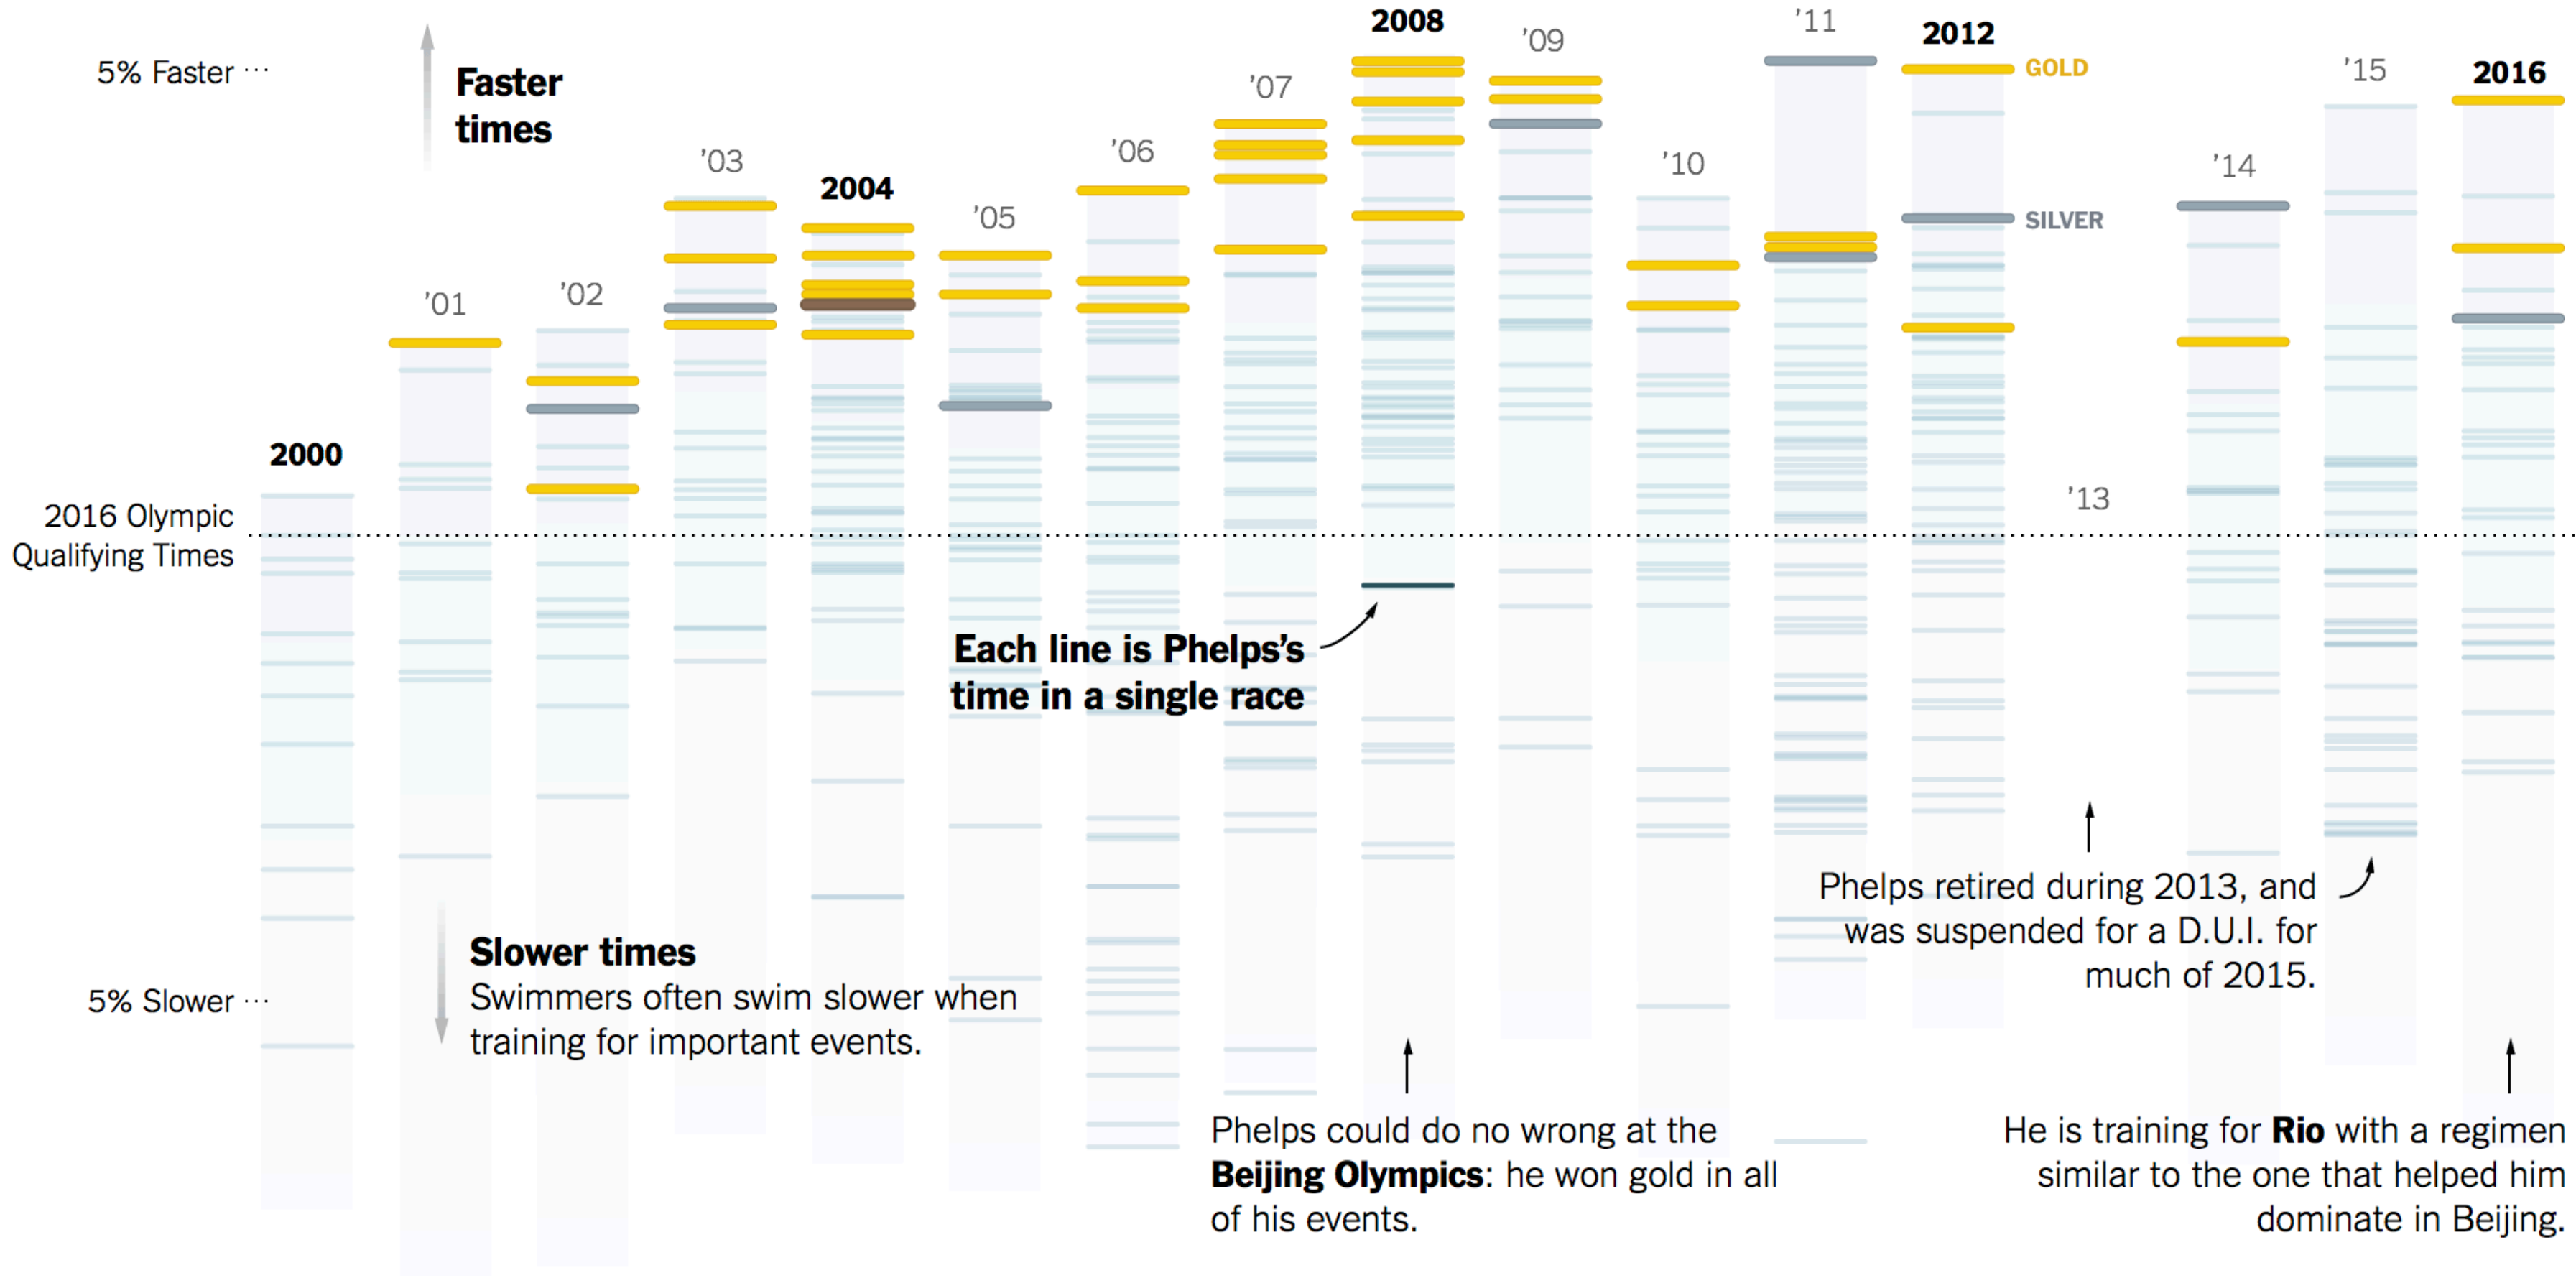 5% Faster ···
Faster
times
2000
’01
’02
’03
2004
’05
’06
’07
2008
’09
’10
’11
2012
’13
’14
’15
2016
GOLD
SILVER
2016 Olympic
Qualifying Times
Each line is Phelps’s
time in a single race
5% Slower ···
Slower times
Swimmers often swim slower when
training for important events.
Phelps could do no wrong at the
Beijing Olympics: he won gold in all
of his events.
Phelps retired during 2013, and
was suspended for a D.U.I. for
much of 2015.
He is training for Rio with a regimen
similar to the one that helped him
dominate in Beijing.